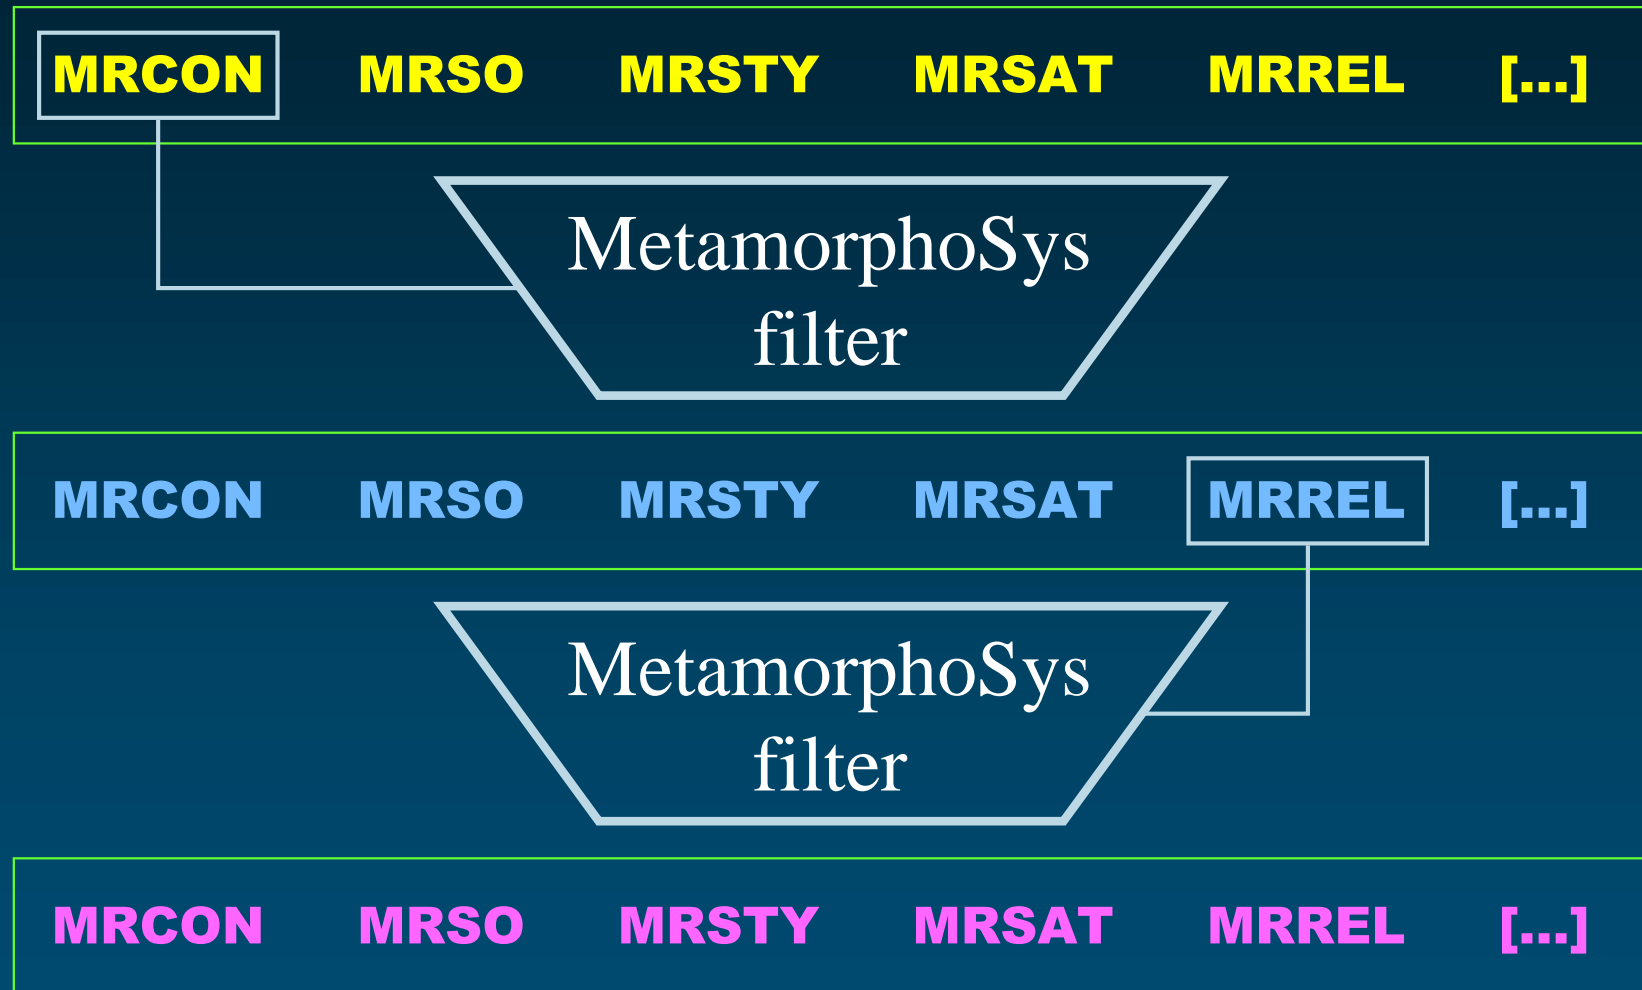 MRCON MRSO MRSTY MRSAT MRREL [...]
MetamorphoSys
filter
MRCON MRSO MRSTY MRSAT MRREL [...]
MetamorphoSys
filter
MRCON MRSO MRSTY MRSAT MRREL [...]